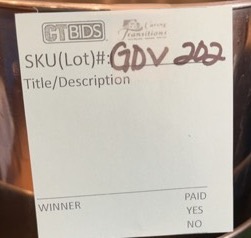 CTBIDS Caring Transitions
SKU(Lot)#: GDV 202
Title/Description
PAID
WINNER YES
NO